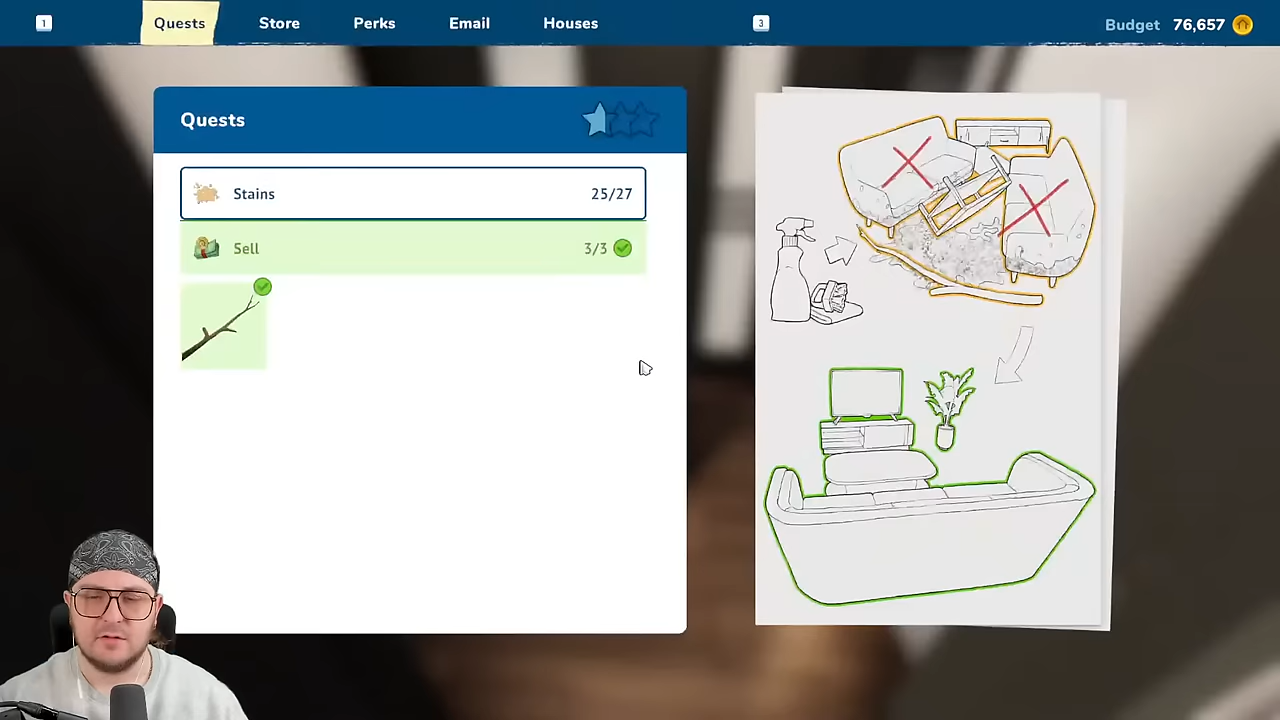 1
Quests
Store
Perks
Email
Houses
3
Budget 76,657
Quests
Stains 25/27
Sell 3/3